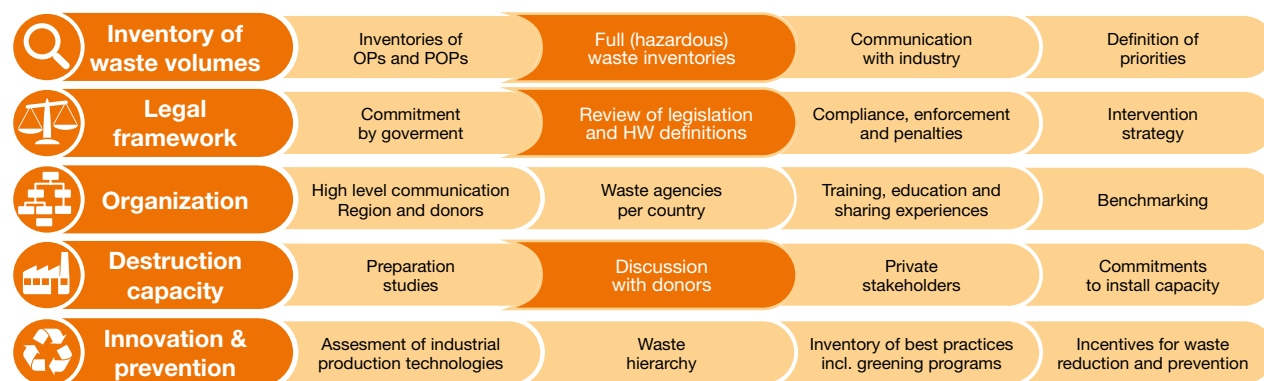 Inventory of
waste volumes
Inventories of
OPs and POPs
Full (hazardous)
waste inventories
Communication
with industry
Definition of
priorities
Legal
framework
Commitment
by goverment
Review of legislation
and HW definitions
Compliance, enforcement
and penalties
Intervention
strategy
Organization
High level communication
Region and donors
Waste agencies
per country
Training, education and
sharing experiences
Benchmarking
Destruction
capacity
Preparation
studies
Discussion
with donors
Private
stakeholders
Commitments
to install capacity
Innovation &
prevention
Assesment of industrial
production technologies
Waste
hierarchy
Inventory of best practices
incl. greening programs
Incentives for waste
reduction and prevention